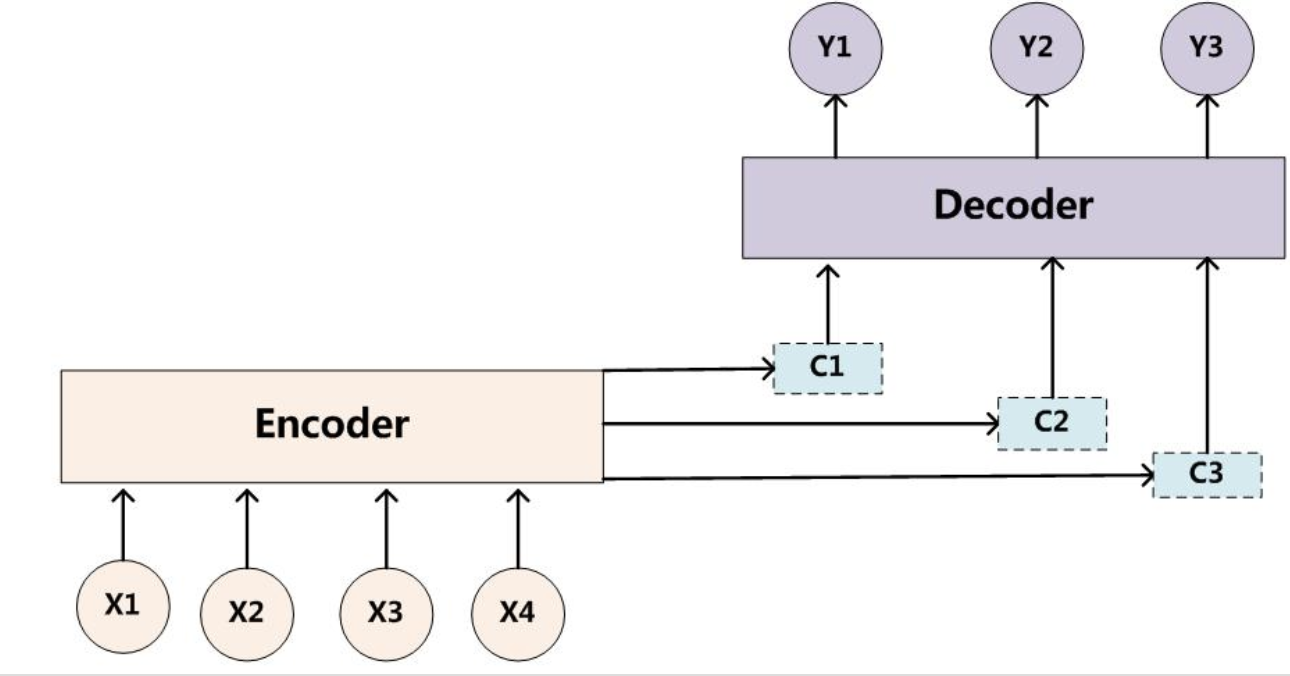 Y1 Y2 Y3
Decoder
C1
Encoder
C2
C3
X1 X2 X3 X4